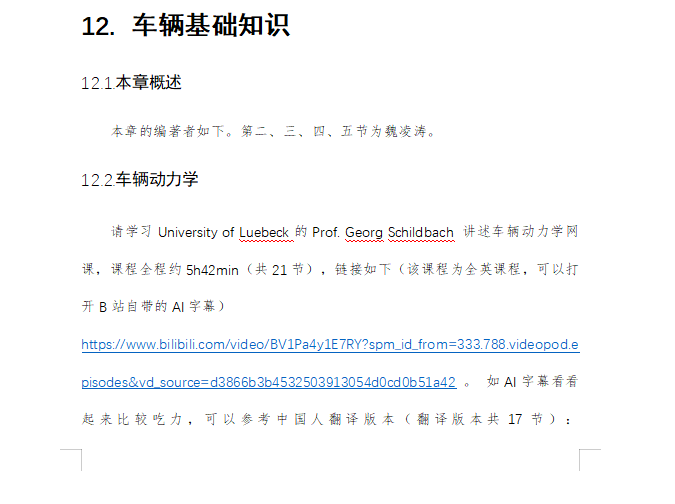 12. 车辆基础知识
12.1.本章概述
本章的编著者如下。第二、三、四、五节为魏凌涛。
12.2.车辆动力学
请学习 University of Luebeck 的 Prof. Georg Schildbach 讲述车辆动力学网
课，课程全程约 5h42min（共 21 节），链接如下（该课程为全英课程，可以打
开 B 站自带的 AI 字幕）
https://www.bilibili.com/video/BV1Pa4y1E7RY?spm_id_from=333.788.videopod.e
pisodes&vd_source=d3866b3b4532503913054d0cd0b51a42 。 如 AI 字幕看看
起来比较吃力，可以参考中国人翻译版本（翻译版本共 17 节）：